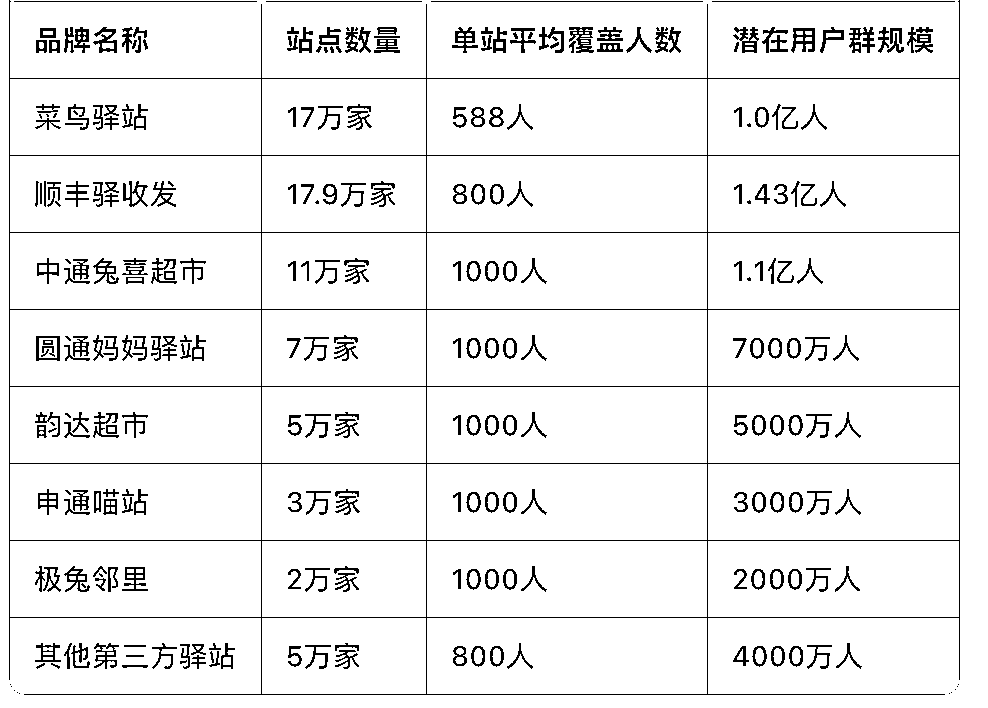 品牌名称 站点数量 单站平均覆盖人数 潜在用户群规模
菜鸟驿站 17万家 588人 1.0亿人
顺丰驿收发 17.9万家 800人 1.43亿人
中通兔喜超市 11万家 1000人 1.1亿人
圆通妈妈驿站 7万家 1000人 7000万人
韵达超市 5万家 1000人 5000万人
申通喵站 3万家 1000人 3000万人
极兔邻里 2万家 1000人 2000万人
其他第三方驿站 5万家 800人 4000万人